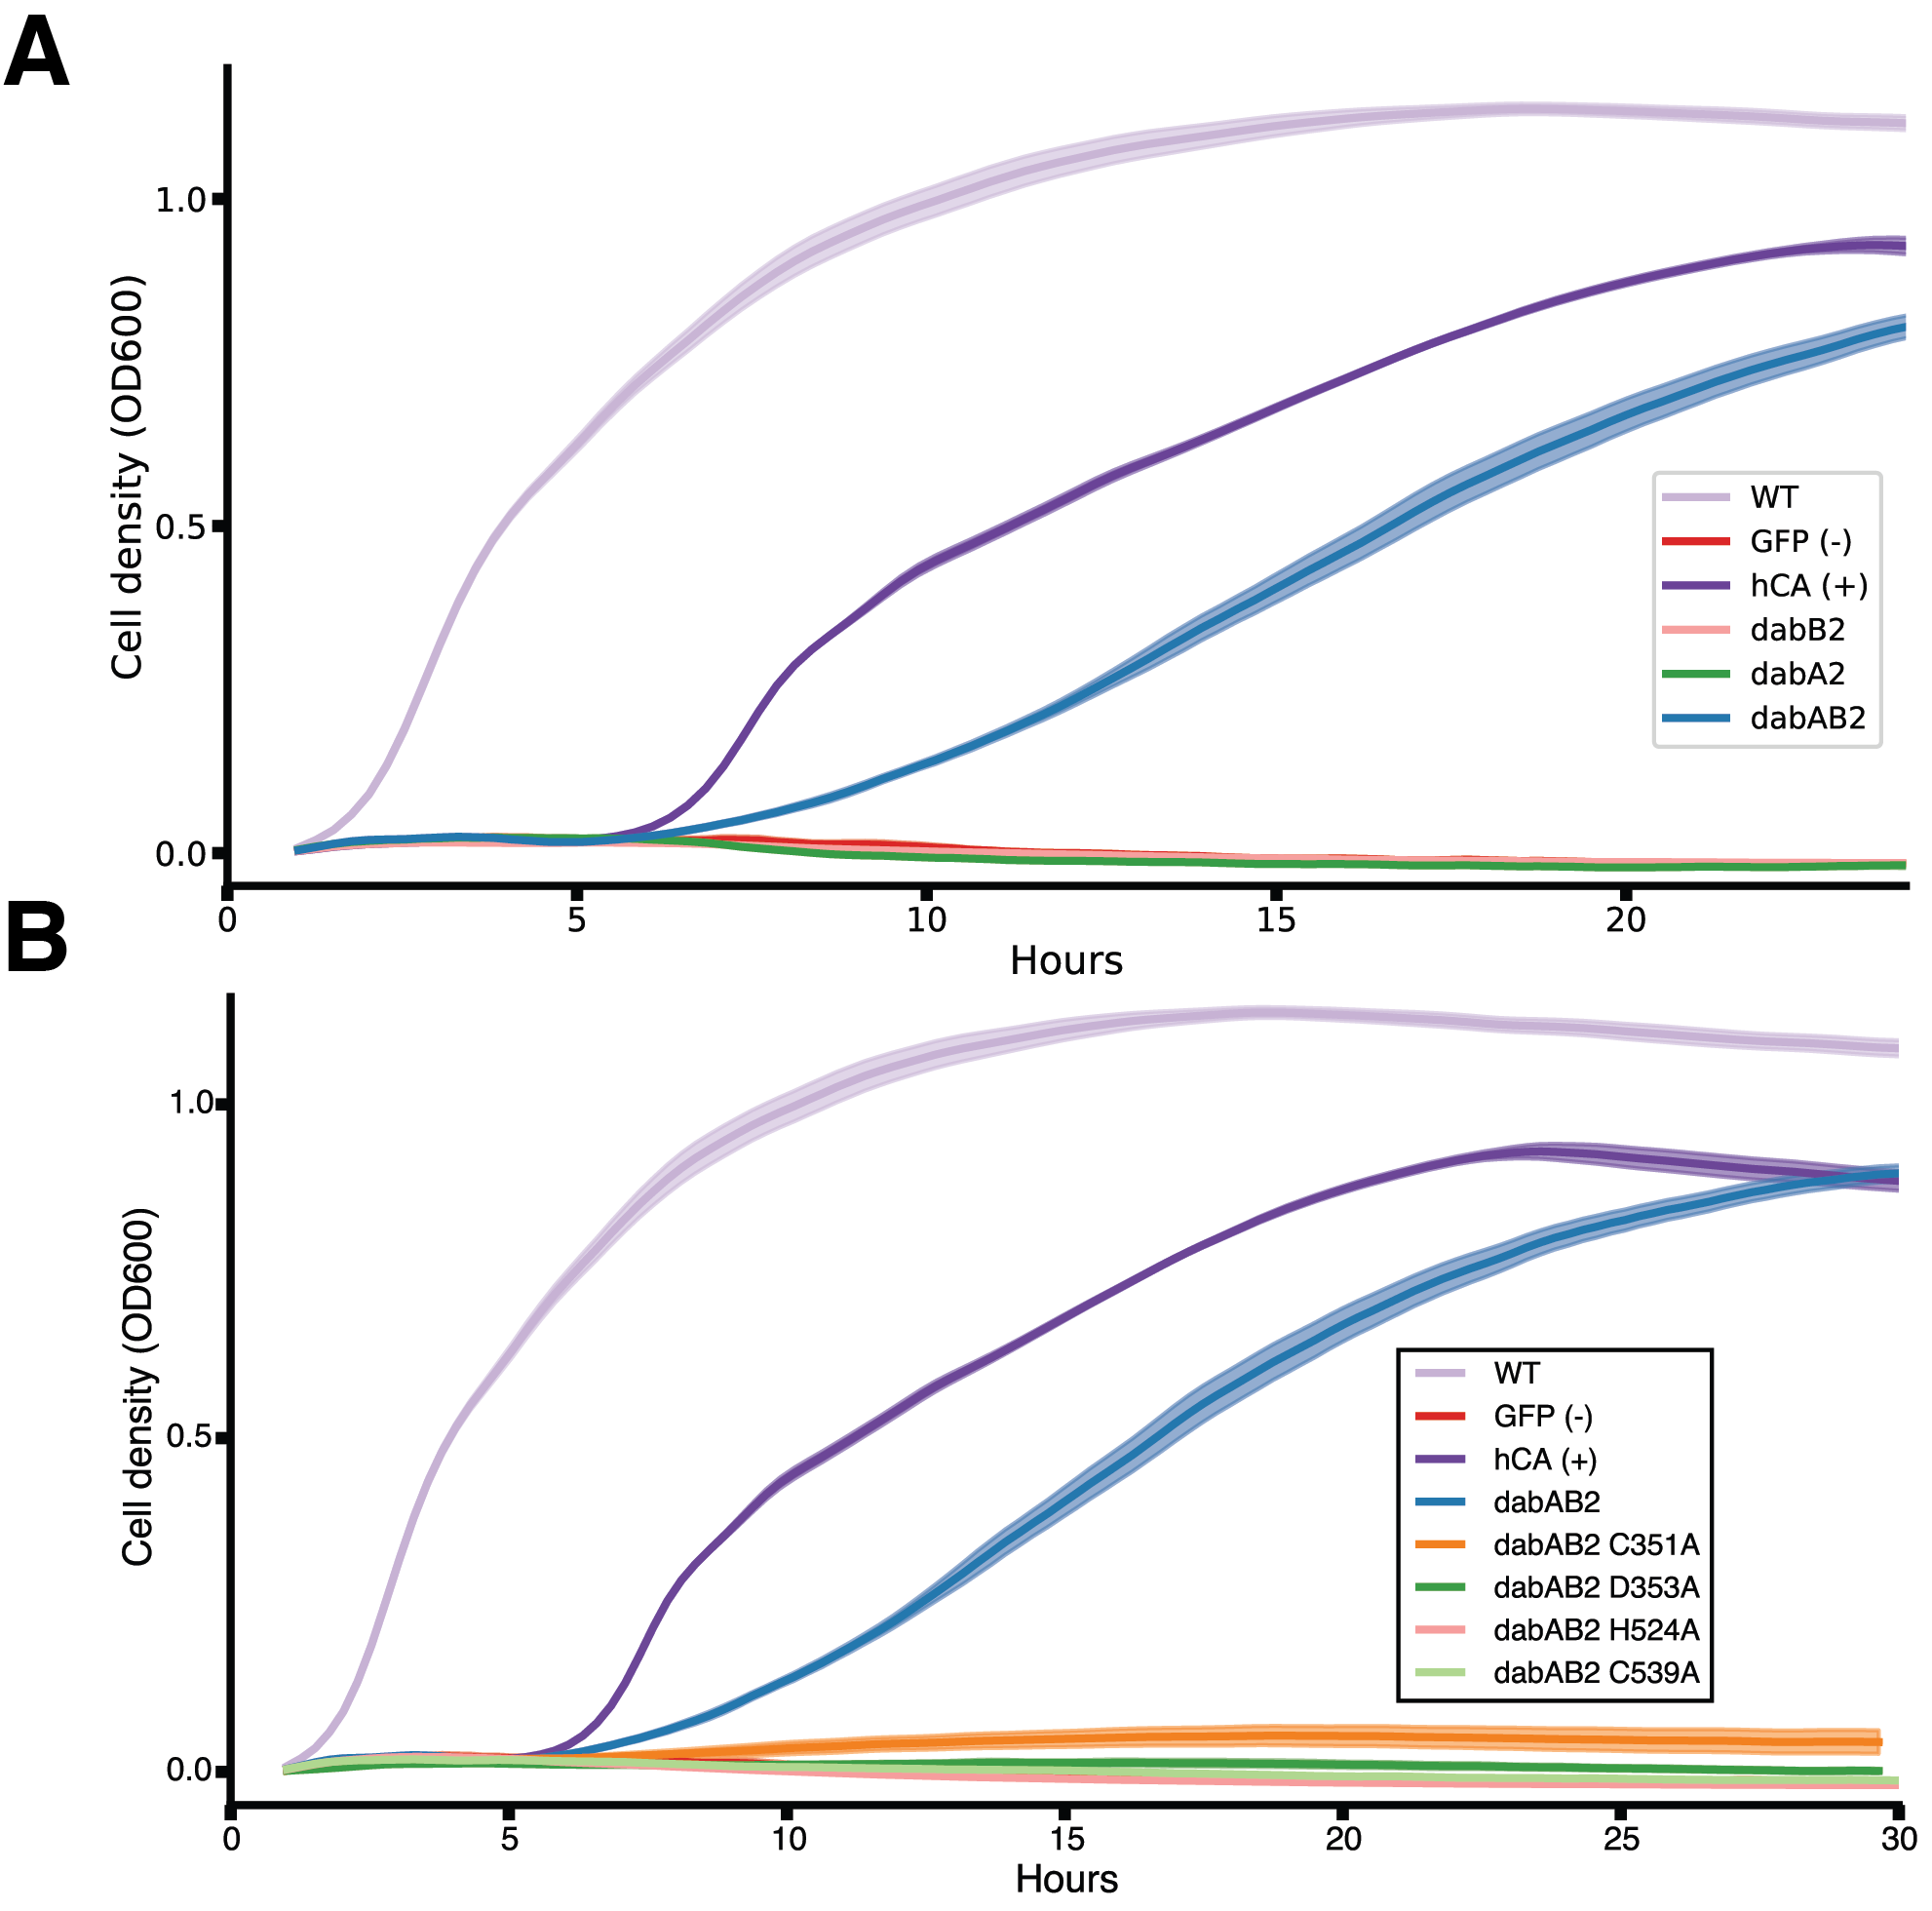 A
Cell density (OD600)
1.0
0.5
0.0
WT
GFP (-)
hCA (+)
dabB2
dabA2
dabAB2
0 5 10 15 20
Hours
B
Cell density (OD600)
1.0
0.5
0.0
WT
GFP (-)
hCA (+)
dabAB2
dabAB2 C351A
dabAB2 D353A
dabAB2 H524A
dabAB2 C539A
0 5 10 15 20 25 30
Hours